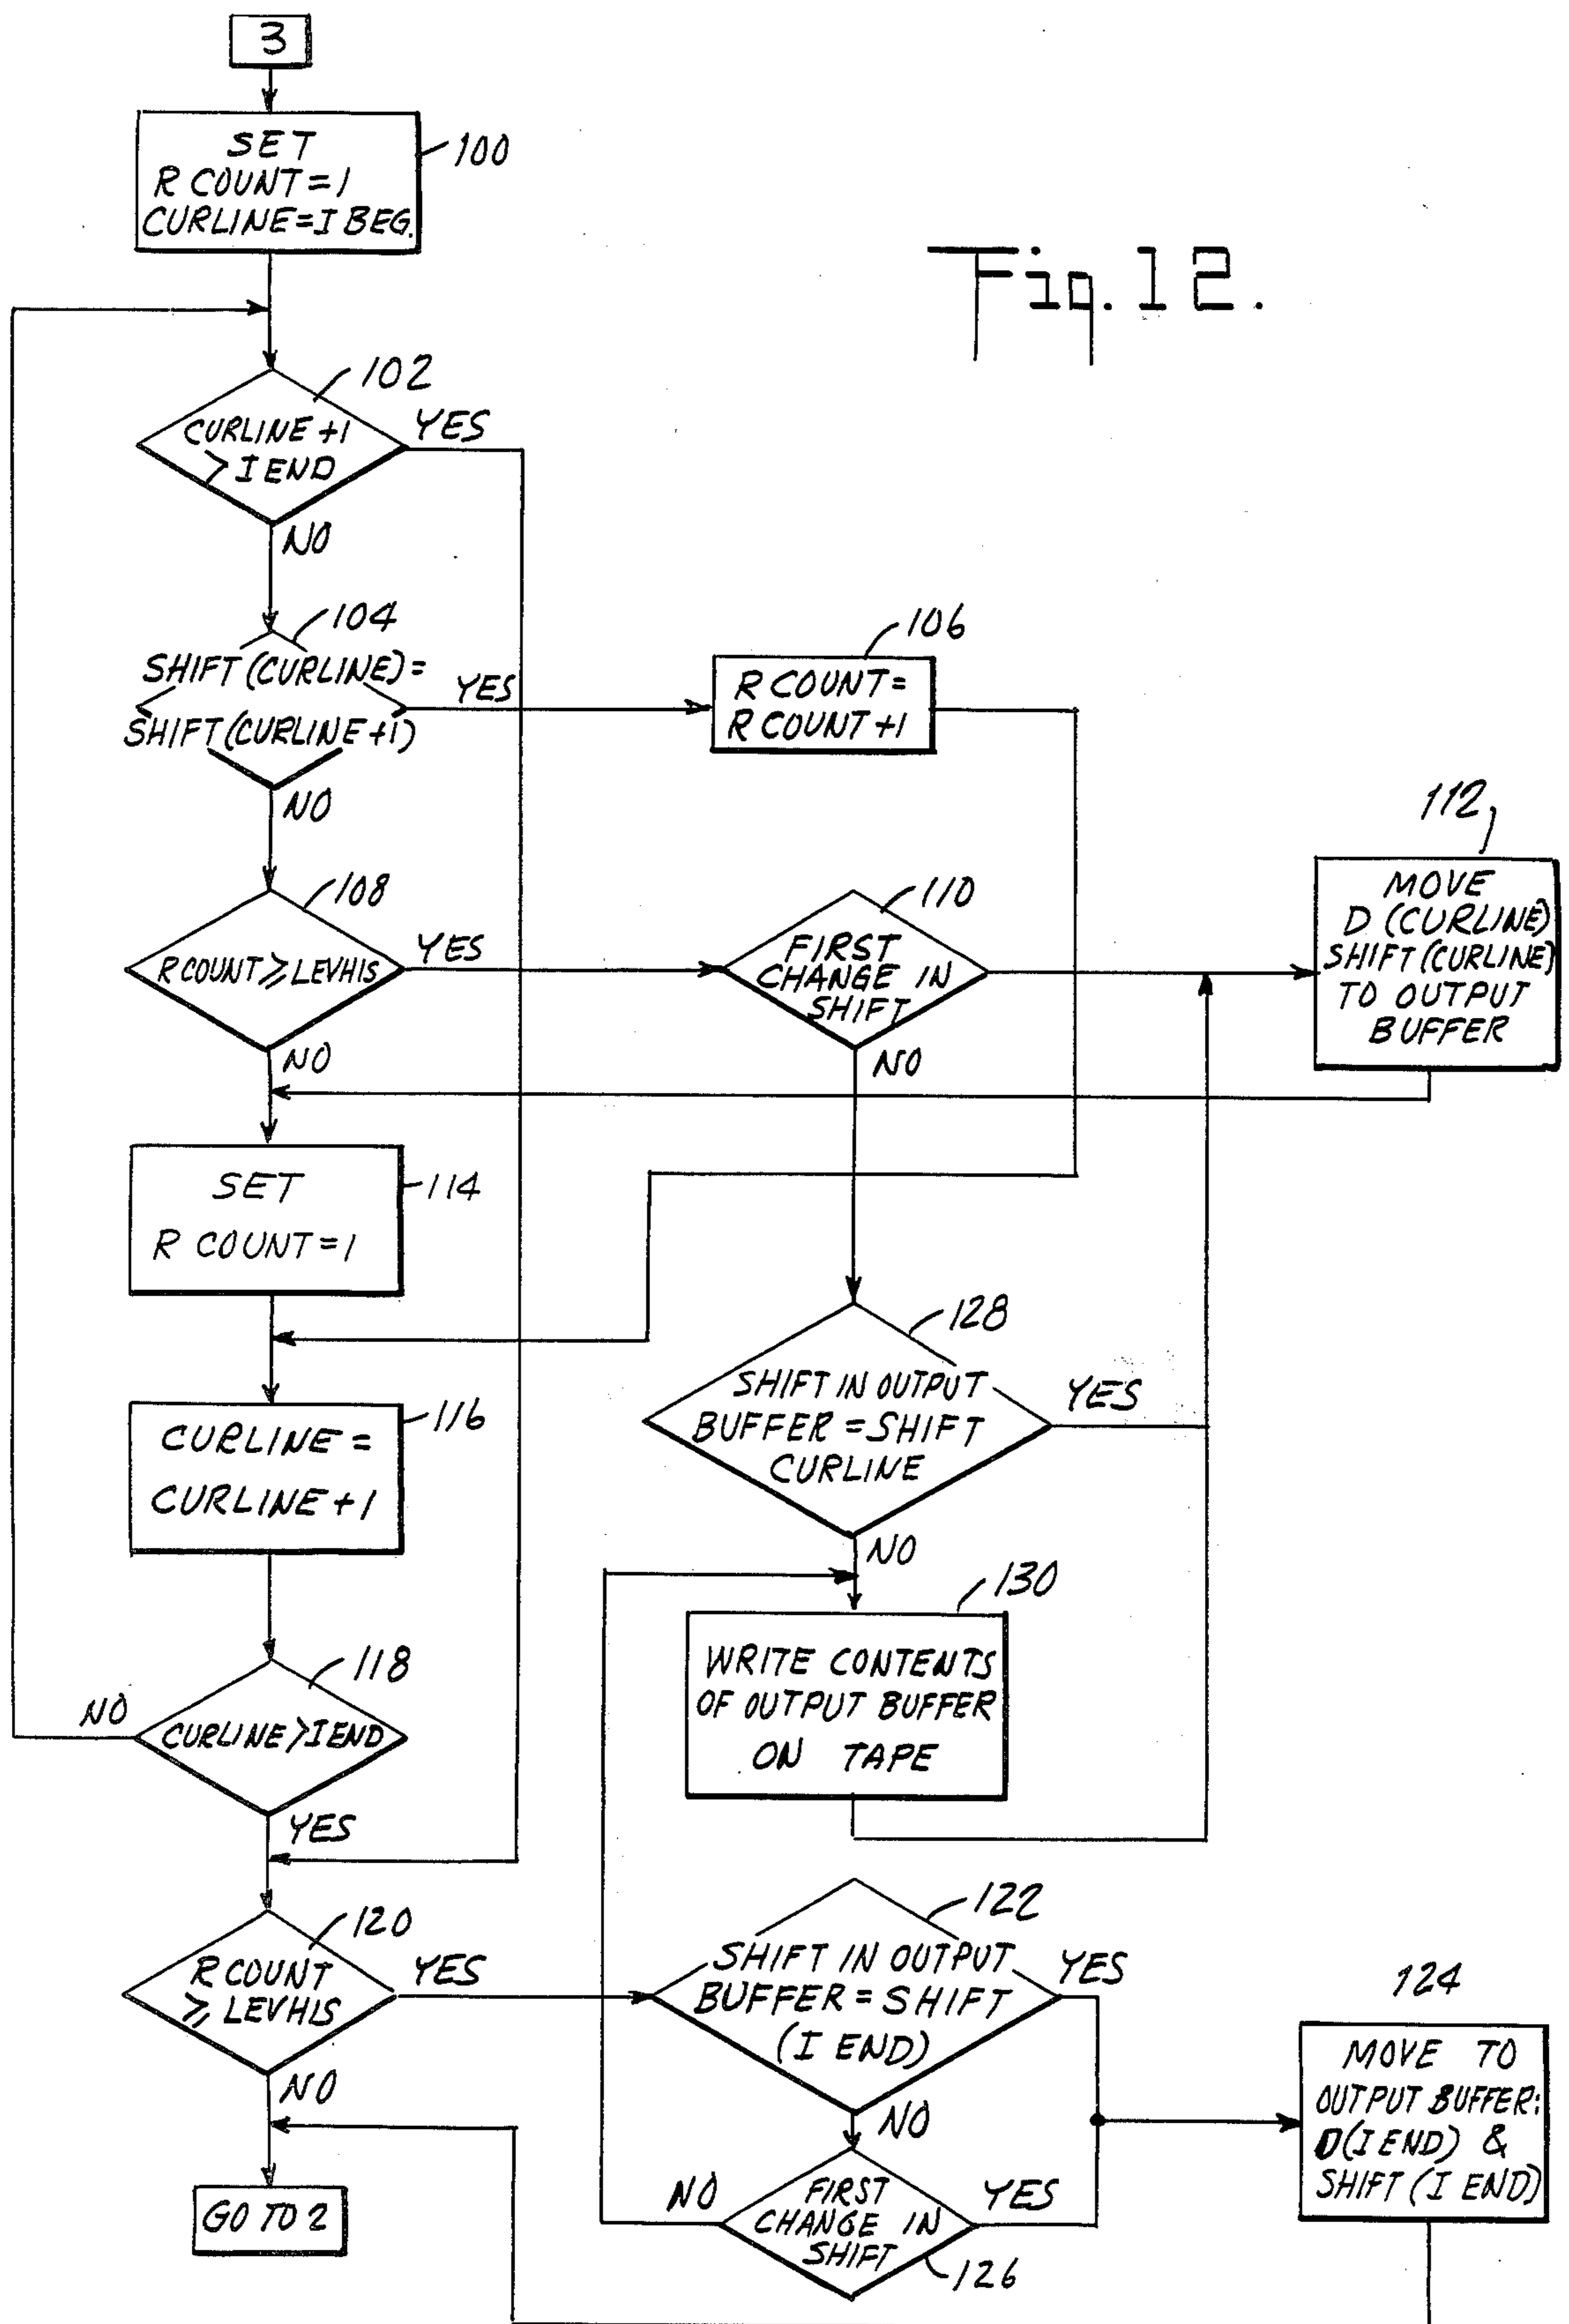 3
SET
R COUNT=1
CURLINE=I BEG.
100
Fig. 12.
102
CURLINE+1
>I END
YES
NO
104
SHIFT(CURLINE)=
SHIFT(CURLINE+1)
YES
NO
106
R COUNT=
R COUNT+1
108
R COUNT≥LEVHIS
YES
NO
110
FIRST
CHANGE IN
SHIFT
NO
112
MOVE
D (CURLINE)
SHIFT(CURLINE)
TO OUTPUT
BUFFER
SET
R COUNT=1
114
CURLINE=
CURLINE+1
116
128
SHIFT IN OUTPUT
BUFFER=SHIFT
CURLINE
YES
NO
130
WRITE CONTENTS
OF OUTPUT BUFFER
ON TAPE
118
CURLINE>IEND
NO
YES
120
R COUNT
≥ LEVHIS
YES
NO
122
SHIFT IN OUTPUT
BUFFER=SHIFT
(I END)
YES
NO
124
MOVE TO
OUTPUT BUFFER:
D(I END) &
SHIFT (I END)
FIRST
CHANGE IN
SHIFT
NO
YES
126
GO TO 2